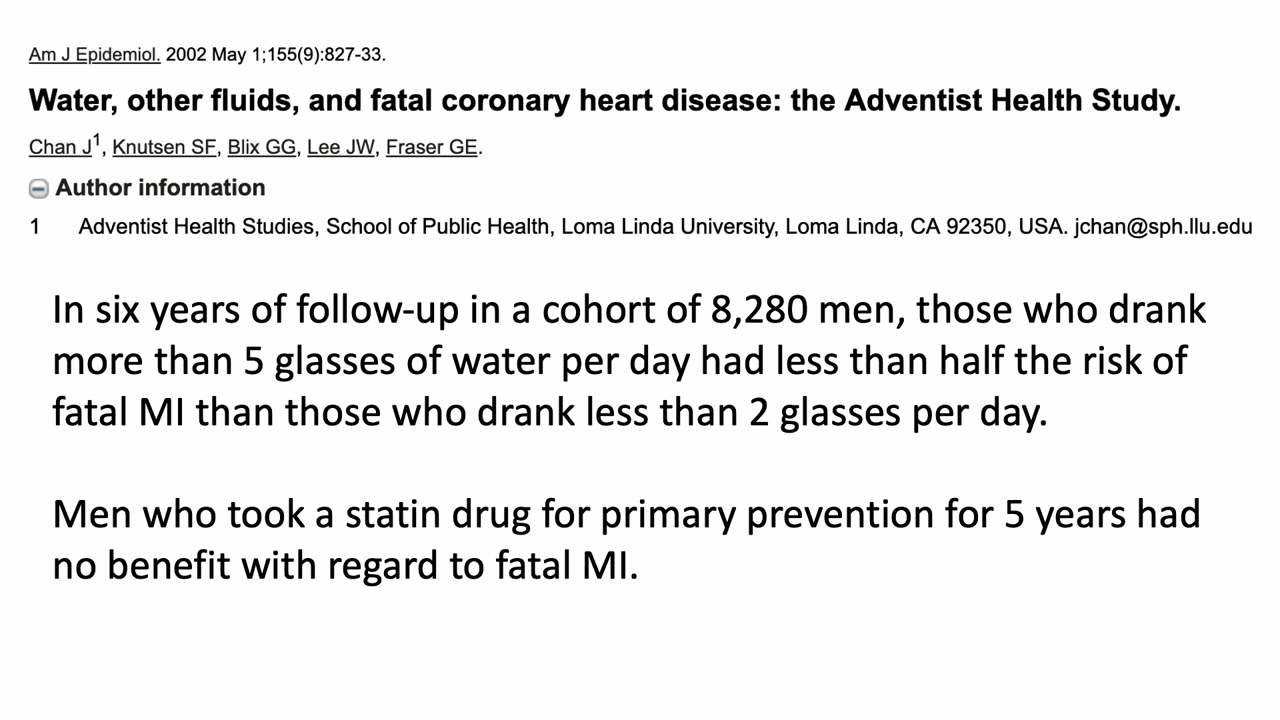 Am J Epidemiol. 2002 May 1;155(9):827-33.
Water, other fluids, and fatal coronary heart disease: the Adventist Health Study.
Chan J1, Knutsen SF, Blix GG, Lee JW, Fraser GE.
Author information
1 Adventist Health Studies, School of Public Health, Loma Linda University, Loma Linda, CA 92350, USA. jchan@sph.llu.edu
In six years of follow-up in a cohort of 8,280 men, those who drank
more than 5 glasses of water per day had less than half the risk of
fatal MI than those who drank less than 2 glasses per day.
Men who took a statin drug for primary prevention for 5 years had
no benefit with regard to fatal MI.